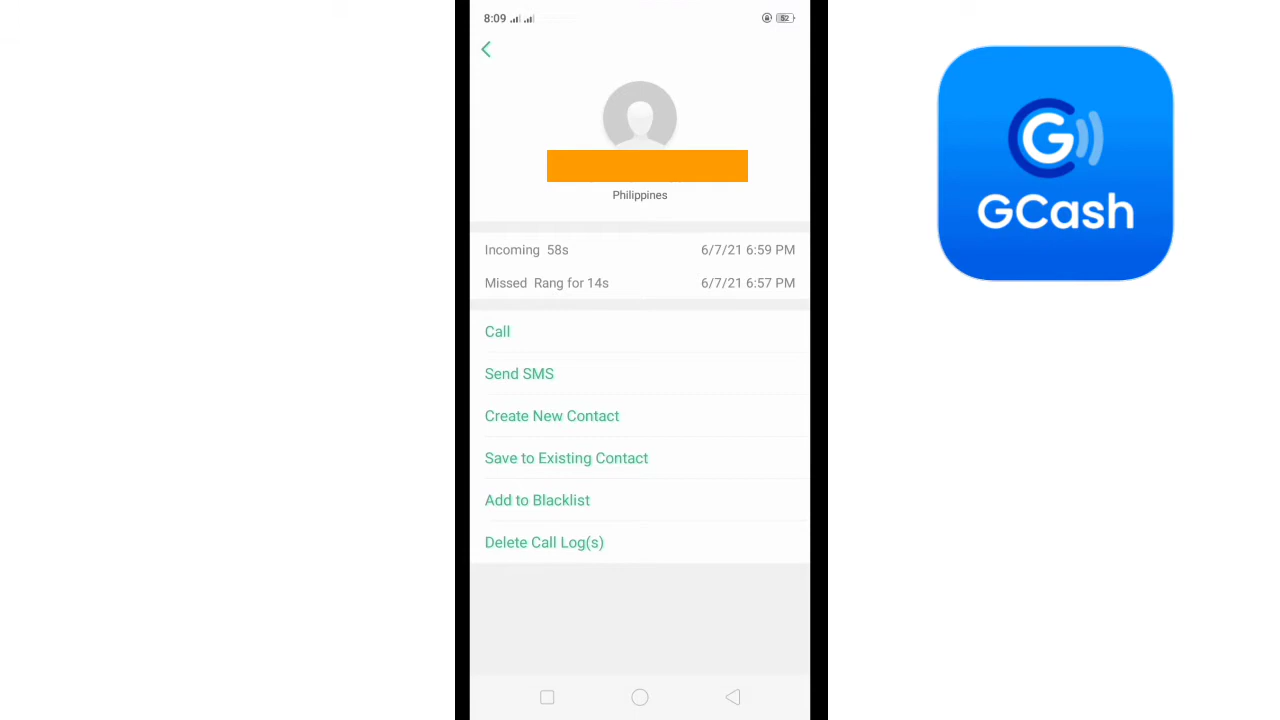 8:09
52
Philippines
Incoming 58s 6/7/21 6:59 PM
Missed Rang for 14s 6/7/21 6:57 PM
Call
Send SMS
Create New Contact
Save to Existing Contact
Add to Blacklist
Delete Call Log(s)
G
GCash